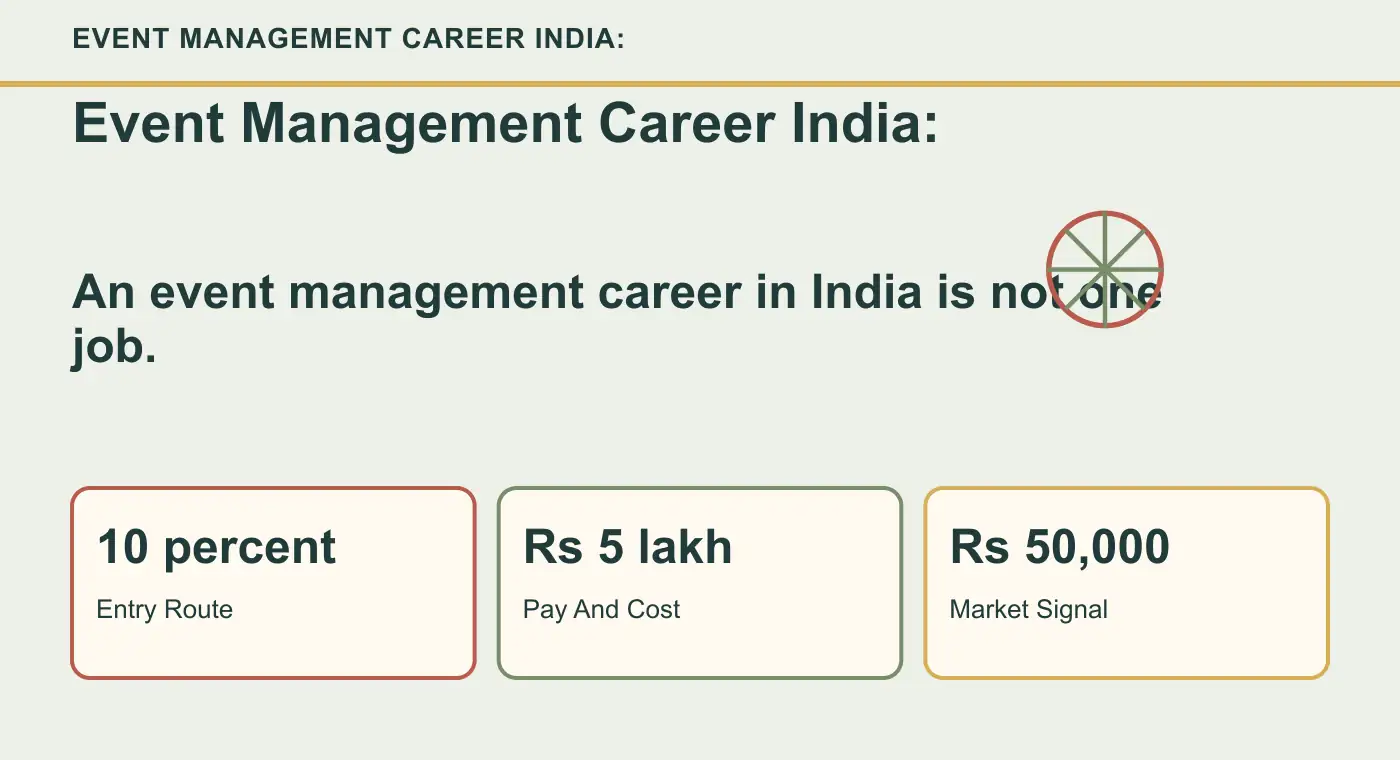 EVENT MANAGEMENT CAREER INDIA:
Event Management Career India:
An event management career in India is not one
job.
10 percent
Entry Route
Rs 5 lakh
Pay And Cost
Rs 50,000
Market Signal